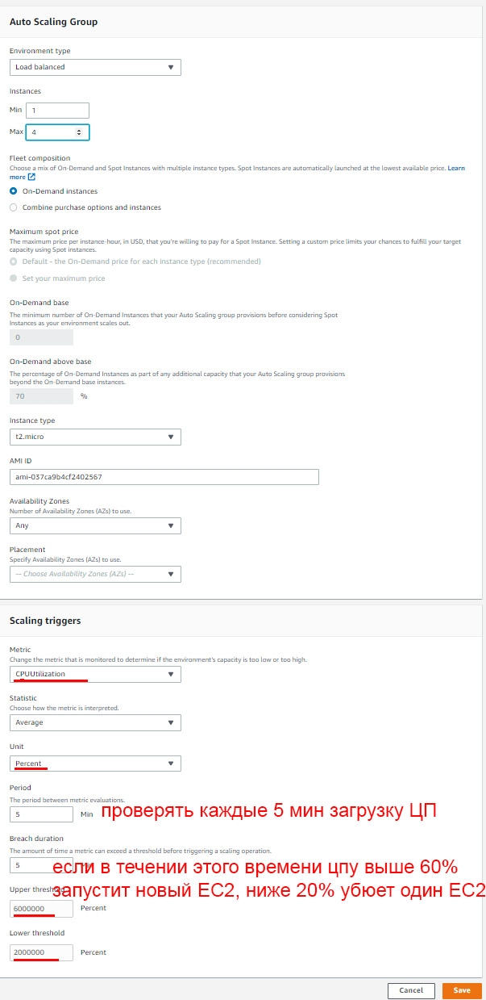 Auto Scaling Group
Environment type
Load balanced
Instances
Min 1
Max 4
Fleet composition
Choose a mix of On-Demand and Spot Instances with multiple instance types. Spot Instances are automatically launched at the lowest available price. Learn
more
On-Demand instances
Combine purchase options and instances
Maximum spot price
The maximum price per instance-hour, in USD, that you're willing to pay for a Spot Instance. Setting a custom price limits your chances to fulfill your target
capacity using Spot instances.
Default - the On-Demand price for each instance type (recommended)
Set your maximum price
On-Demand base
The minimum number of On-Demand Instances that your Auto Scaling group provisions before considering Spot
Instances as your environment scales out.
0
On-Demand above base
The percentage of On-Demand Instances as part of any additional capacity that your Auto Scaling group provisions
beyond the On-Demand base instances.
70 %
Instance type
t2.micro
AMI ID
ami-037ca9b4cf2402567
Availability Zones
Number of Availability Zones (AZs) to use.
Any
Placement
Specify Availability Zones (AZs) to use.
-- Choose Availability Zones (AZs) --
Scaling triggers
Metric
Change the metric that is monitored to determine if the environment's capacity is too low or too high.
CPUUtilization
Statistic
Choose how the metric is interpreted.
Average
Unit
Percent
Period
The period between metric evaluations.
5 Min проверять каждые 5 мин загрузку ЦП
Breach duration
The amount of time a metric can exceed a threshold before triggering a scaling operation.
5 Min
если в течении этого времени цпу выше 60%
запустит новый EC2, ниже 20% убюет один EC2
Upper threshold
6000000 Percent
Lower threshold
2000000 Percent
Cancel Save